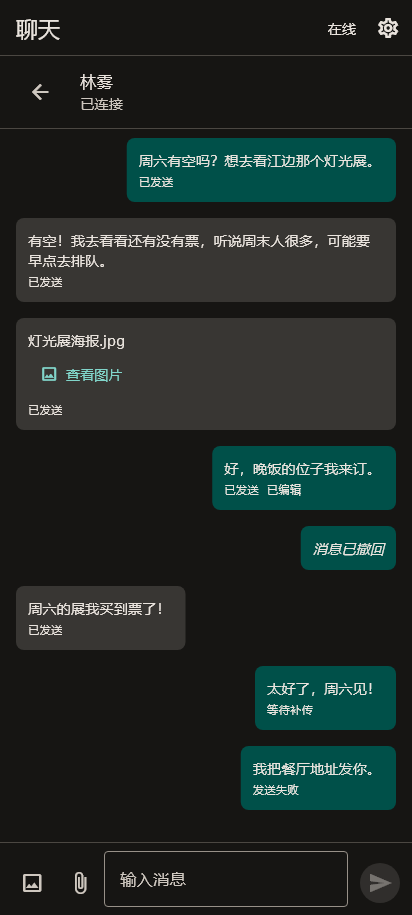 聊天
在线
林雾
已连接
周六有空吗？想去看江边那个灯光展。
已发送
有空！我去看看还有没有票，听说周末人很多，可能要
早点去排队。
已发送
灯光展海报.jpg
查看图片
已发送
好，晚饭的位子我来订。
已发送 已编辑
消息已撤回
周六的展我买到票了！
已发送
太好了，周六见！
等待补传
我把餐厅地址发你。
发送失败
输入消息